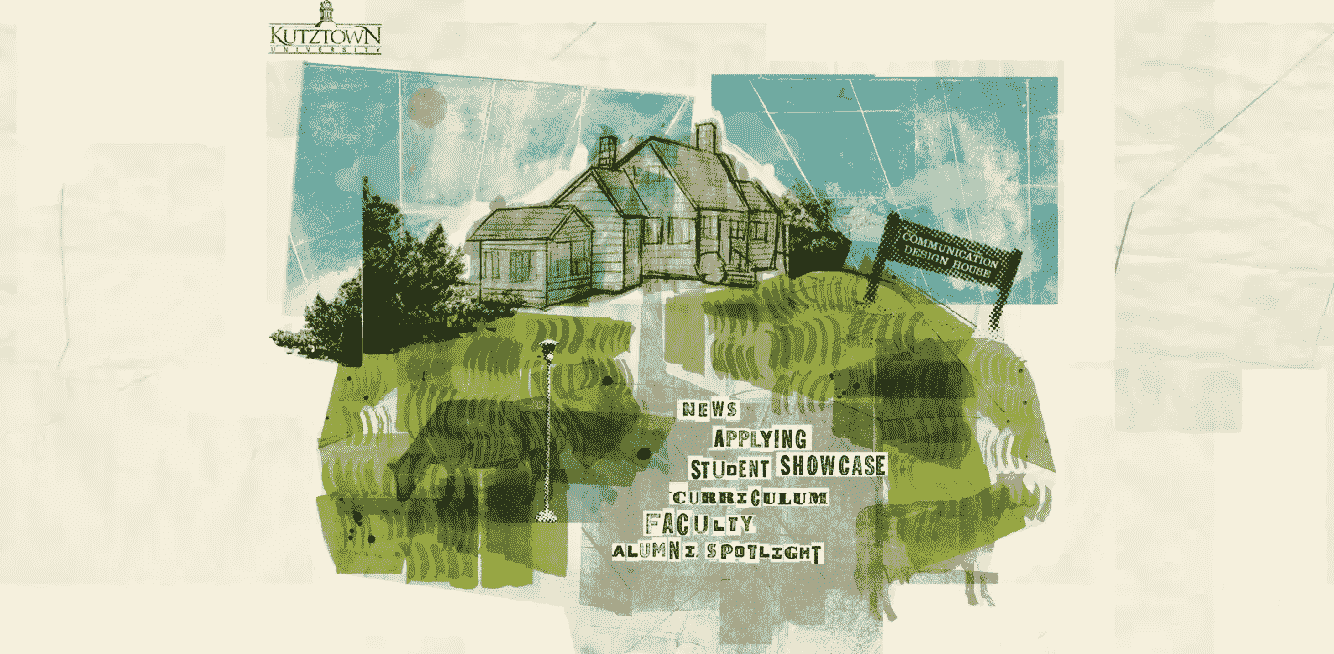 KUTZTOWN
UNIVERSITY
COMMUNICATION
DESIGN HOUSE
NEWS
APPLYING
STUDENT SHOWCASE
CURRICULUM
FACULTY
ALUMNI SPOTLIGHT